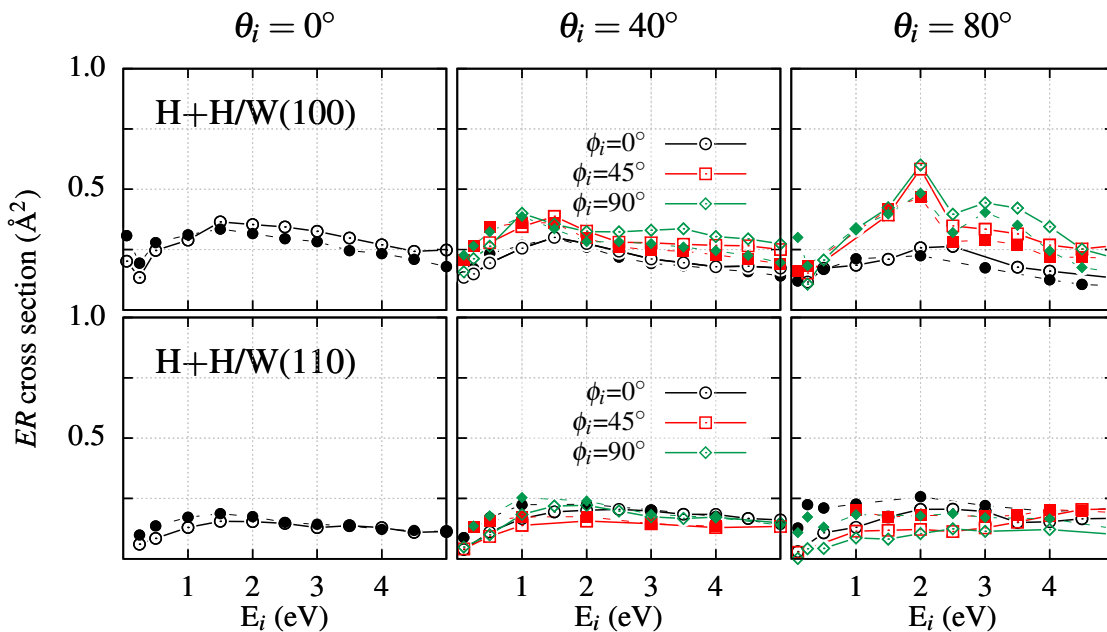 θi = 0° θi = 40° θi = 80°
1.0
H+H/W(100)
ϕi=0°
ϕi=45°
ϕi=90°
0.5
ER cross section (Å²)
1.0
H+H/W(110)
ϕi=0°
ϕi=45°
ϕi=90°
0.5
1 2 3 4 1 2 3 4 1 2 3 4
Ei (eV) Ei (eV) Ei (eV)